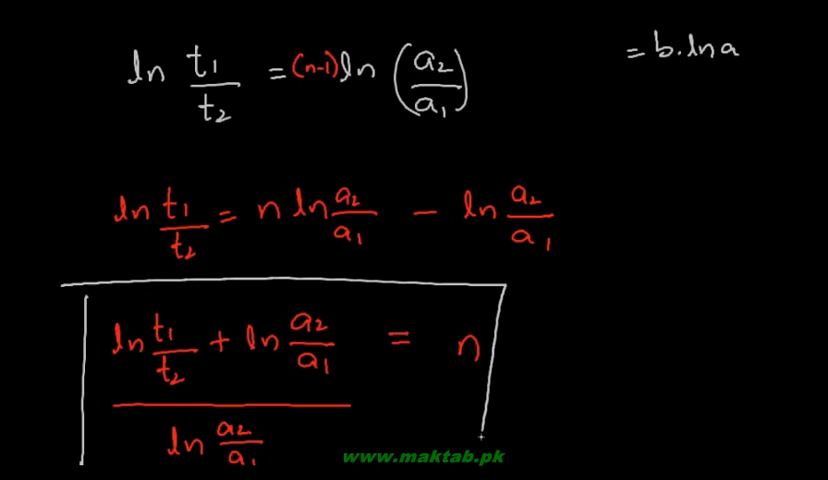 ln t₁/t₂ = (n-1) ln (a₂/a₁)
= b.ln a
ln t₁/t₂ = n ln a₂/a₁ - ln a₂/a₁
(ln t₁/t₂ + ln a₂/a₁) / (ln a₂/a₁) = n
www.maktab.pk